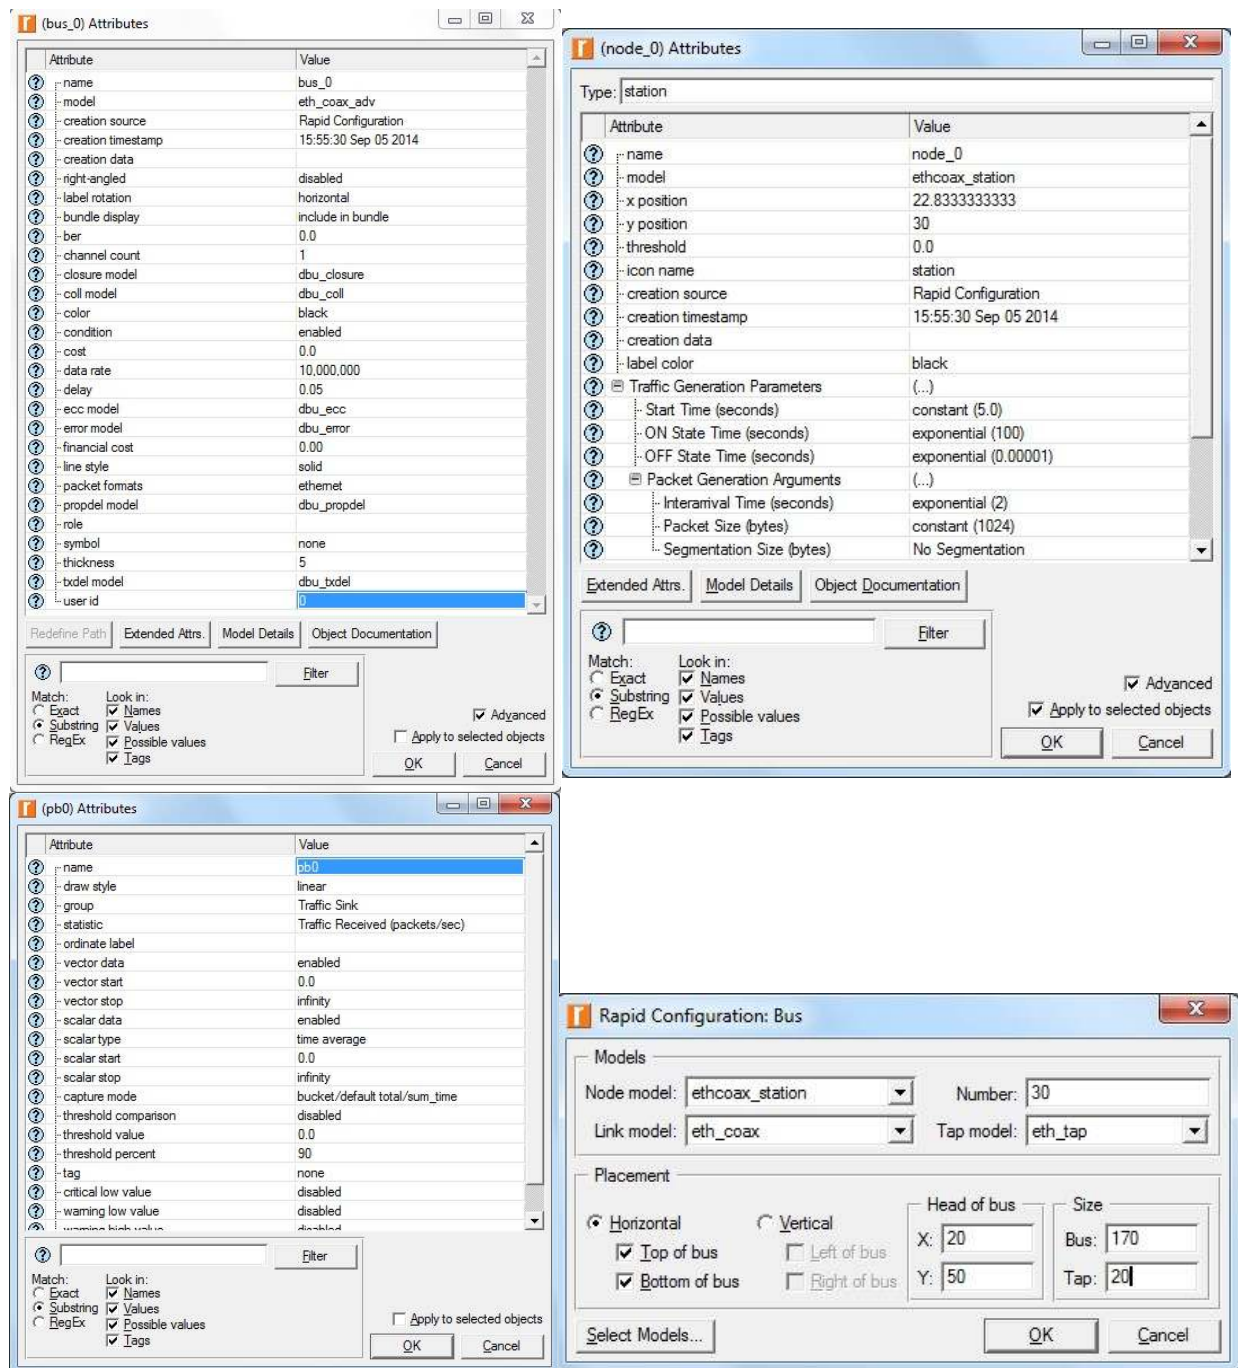 (bus_0) Attributes
Attribute Value
name bus_0
model eth_coax_adv
creation source Rapid Configuration
creation timestamp 15:55:30 Sep 05 2014
creation data
right-angled disabled
label rotation horizontal
bundle display include in bundle
ber 0.0
channel count 1
closure model dbu_closure
coll model dbu_coll
color black
condition enabled
cost 0.0
data rate 10,000,000
delay 0.05
ecc model dbu_ecc
error model dbu_error
financial cost 0.00
line style solid
packet formats ethernet
propdel model dbu_propdel
role
symbol none
thickness 5
txdel model dbu_txdel
user id 0
Redefine Path Extended Attrs. Model Details Object Documentation
Filter
Match: Look in:
Exact Names
Substring Values
RegEx Possible values
Tags
Advanced
Apply to selected objects
OK Cancel
(node_0) Attributes
Type: station
Attribute Value
name node_0
model ethcoax_station
x position 22.8333333333
y position 30
threshold 0.0
icon name station
creation source Rapid Configuration
creation timestamp 15:55:30 Sep 05 2014
creation data
label color black
Traffic Generation Parameters (...)
Start Time (seconds) constant (5.0)
ON State Time (seconds) exponential (100)
OFF State Time (seconds) exponential (0.00001)
Packet Generation Arguments (...)
Interarrival Time (seconds) exponential (2)
Packet Size (bytes) constant (1024)
Segmentation Size (bytes) No Segmentation
Extended Attrs. Model Details Object Documentation
Filter
Match: Look in:
Exact Names
Substring Values
RegEx Possible values
Tags
Advanced
Apply to selected objects
OK Cancel
(pb0) Attributes
Attribute Value
name pb0
draw style linear
group Traffic Sink
statistic Traffic Received (packets/sec)
ordinate label
vector data enabled
vector start 0.0
vector stop infinity
scalar data enabled
scalar type time average
scalar start 0.0
scalar stop infinity
capture mode bucket/default total/sum_time
threshold comparison disabled
threshold value 0.0
threshold percent 90
tag none
critical low value disabled
warning low value disabled
warning high value disabled
Filter
Match: Look in:
Exact Names
Substring Values
RegEx Possible values
Tags
Apply to selected objects
OK Cancel
Rapid Configuration: Bus
Models
Node model: ethcoax_station Number: 30
Link model: eth_coax Tap model: eth_tap
Placement
Horizontal Vertical
Top of bus Left of bus
Bottom of bus Right of bus
Head of bus
X: 20
Y: 50
Size
Bus: 170
Tap: 20
Select Models... OK Cancel